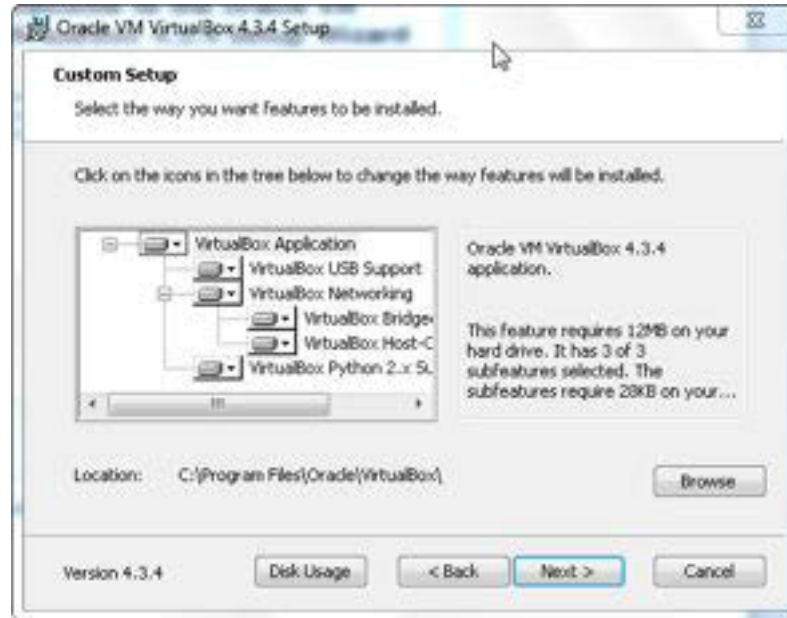 Oracle VM VirtualBox 4.3.4 Setup
Custom Setup
Select the way you want features to be installed.
Click on the icons in the tree below to change the way features will be installed.
VirtualBox Application
VirtualBox USB Support
VirtualBox Networking
VirtualBox Bridge
VirtualBox Host-C
VirtualBox Python 2.x Su
Oracle VM VirtualBox 4.3.4
application.
This feature requires 12MB on your
hard drive. It has 3 of 3
subfeatures selected. The
subfeatures require 28KB on your...
Location: C:\Program Files\Oracle\VirtualBox\
Browse
Version 4.3.4
Disk Usage
< Back
Next >
Cancel